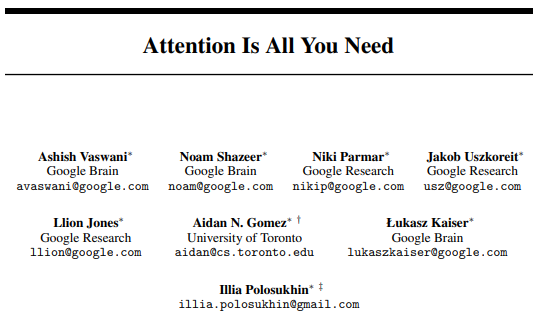 Attention Is All You Need
Ashish Vaswani* Noam Shazeer* Niki Parmar* Jakob Uszkoreit*
Google Brain Google Brain Google Research Google Research
avaswani@google.com noam@google.com nikip@google.com usz@google.com
Llion Jones* Aidan N. Gomez* † Łukasz Kaiser*
Google Research University of Toronto Google Brain
llion@google.com aidan@cs.toronto.edu lukaszkaiser@google.com
Illia Polosukhin* ‡
illia.polosukhin@gmail.com